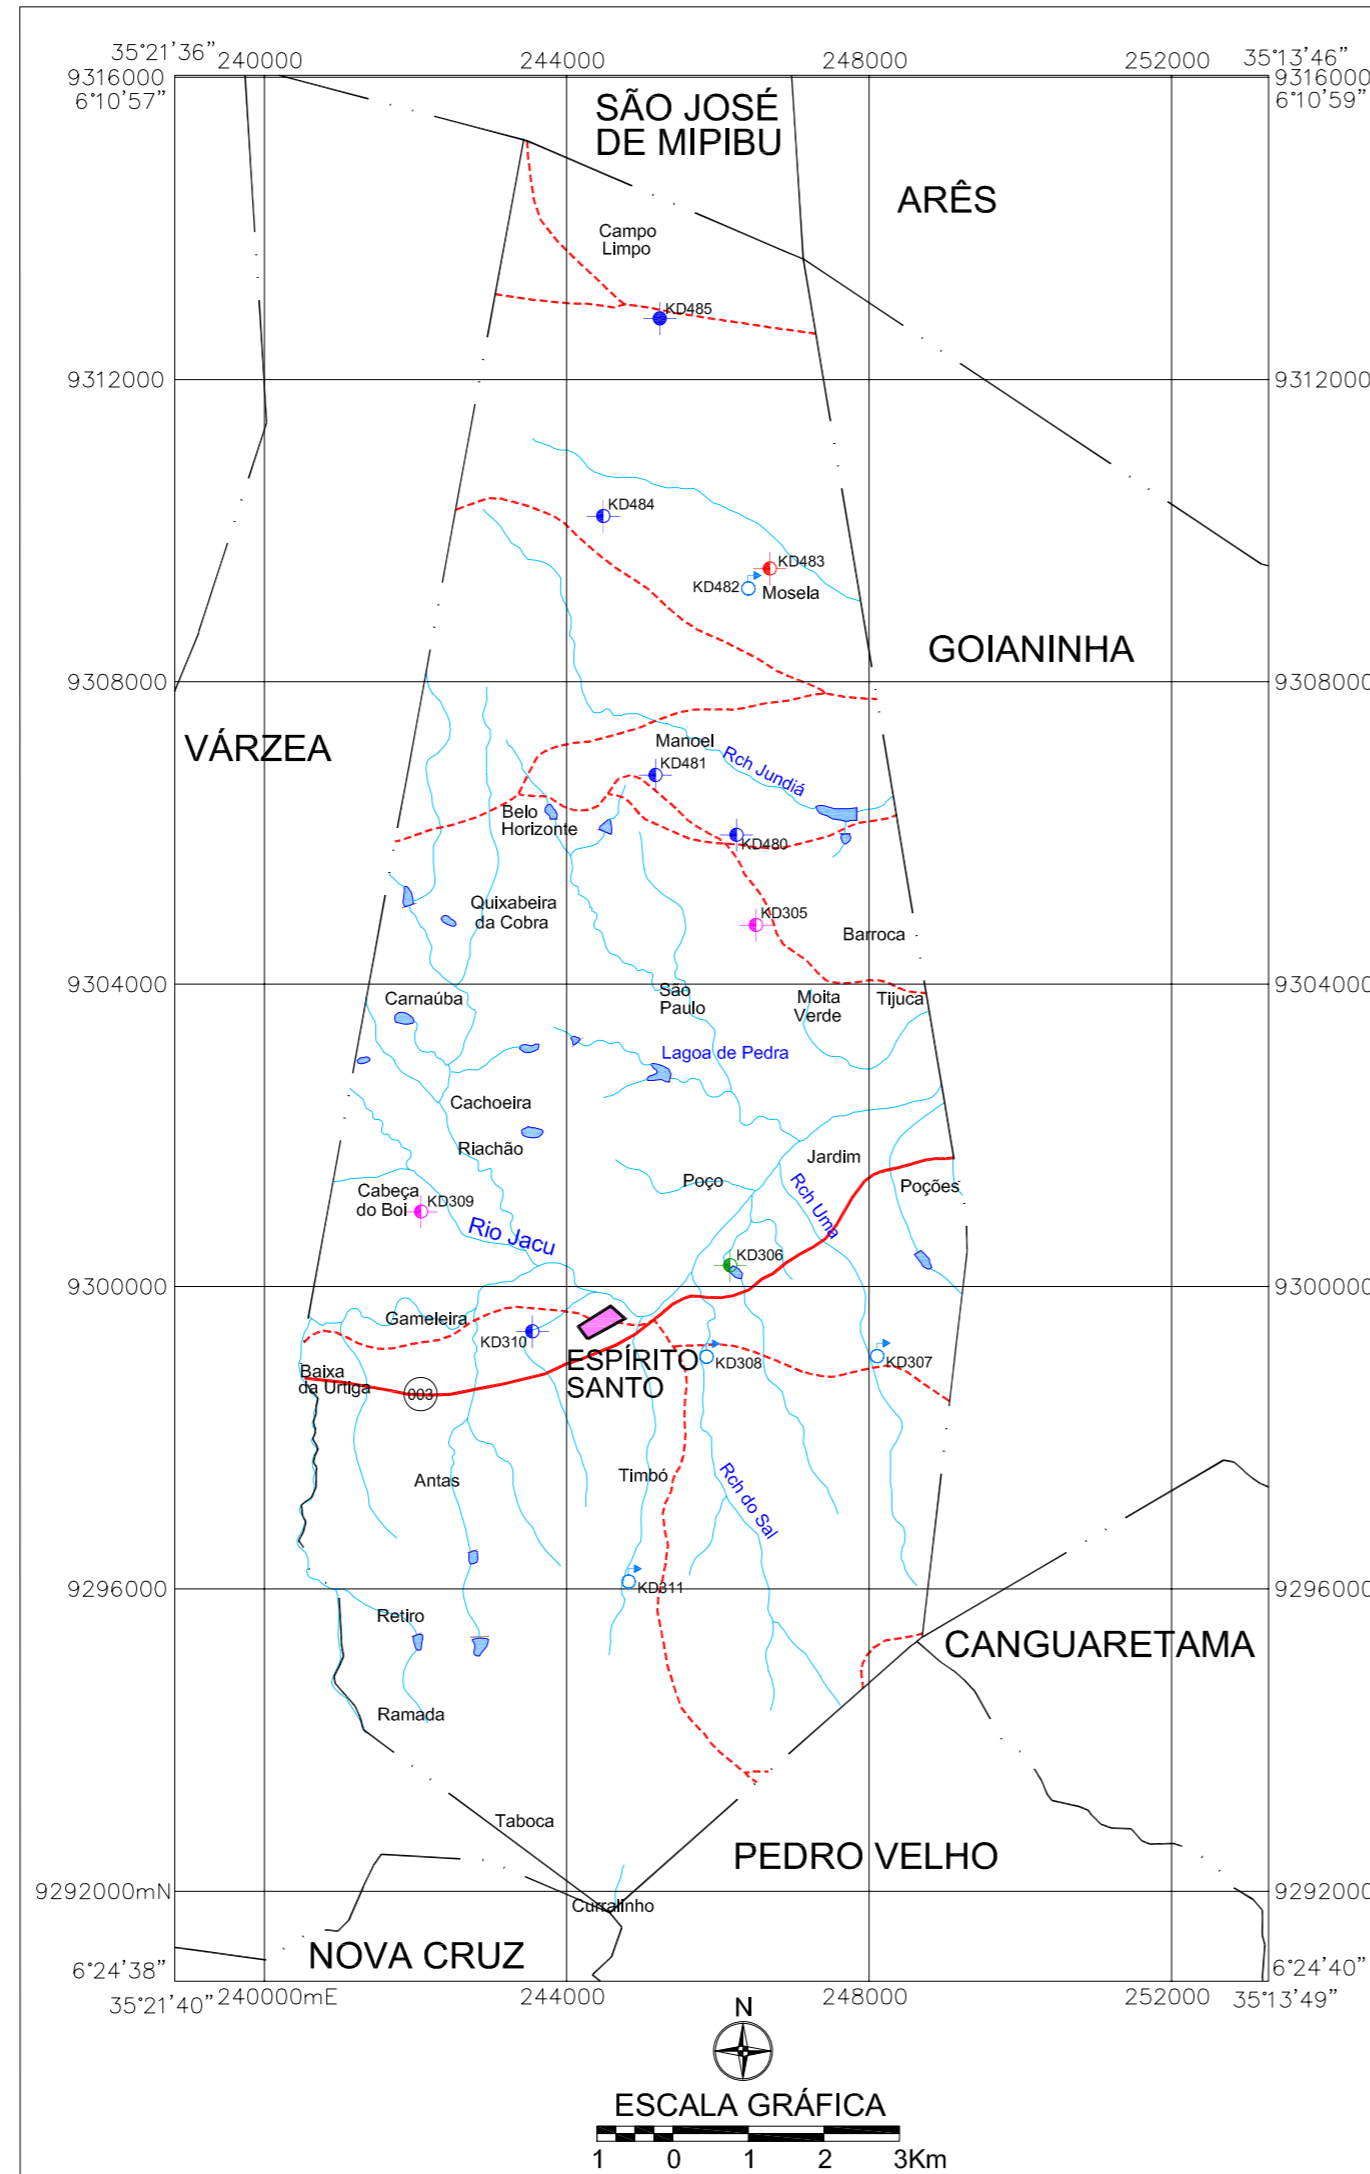 35°21'36"
240000
244000
248000
252000
35°13'46"
9316000
6°10'57"
9316000
6°10'59"
SÃO JOSÉ
DE MIPIBU
ARÊS
Campo
Limpo
KD485
9312000
9312000
KD484
KD483
KD482
Mosela
GOIANINHA
9308000
9308000
VÁRZEA
Manoel
KD481
Rch Jundiá
Belo
Horizonte
KD480
Quixabeira
da Cobra
KD305
Barroca
9304000
9304000
Carnaúba
São
Paulo
Moita
Verde
Tijuca
Lagoa de Pedra
Cachoeira
Riachão
Jardim
Poço
Poções
Cabeça
do Boi
KD309
Rch Uma
Rio Jacu
KD306
9300000
9300000
Gameleira
KD310
ESPÍRITO
SANTO
KD308
KD307
Baixa
da Urtiga
003
Antas
Timbó
Rch do Sal
9296000
9296000
KD311
Retiro
CANGUARETAMA
Ramada
Taboca
PEDRO VELHO
9292000mN
9292000
Curralinho
NOVA CRUZ
6°24'38"
6°24'40"
35°21'40"
240000mE
244000
248000
252000
35°13'49"
N
ESCALA GRÁFICA
1 0 1 2 3Km